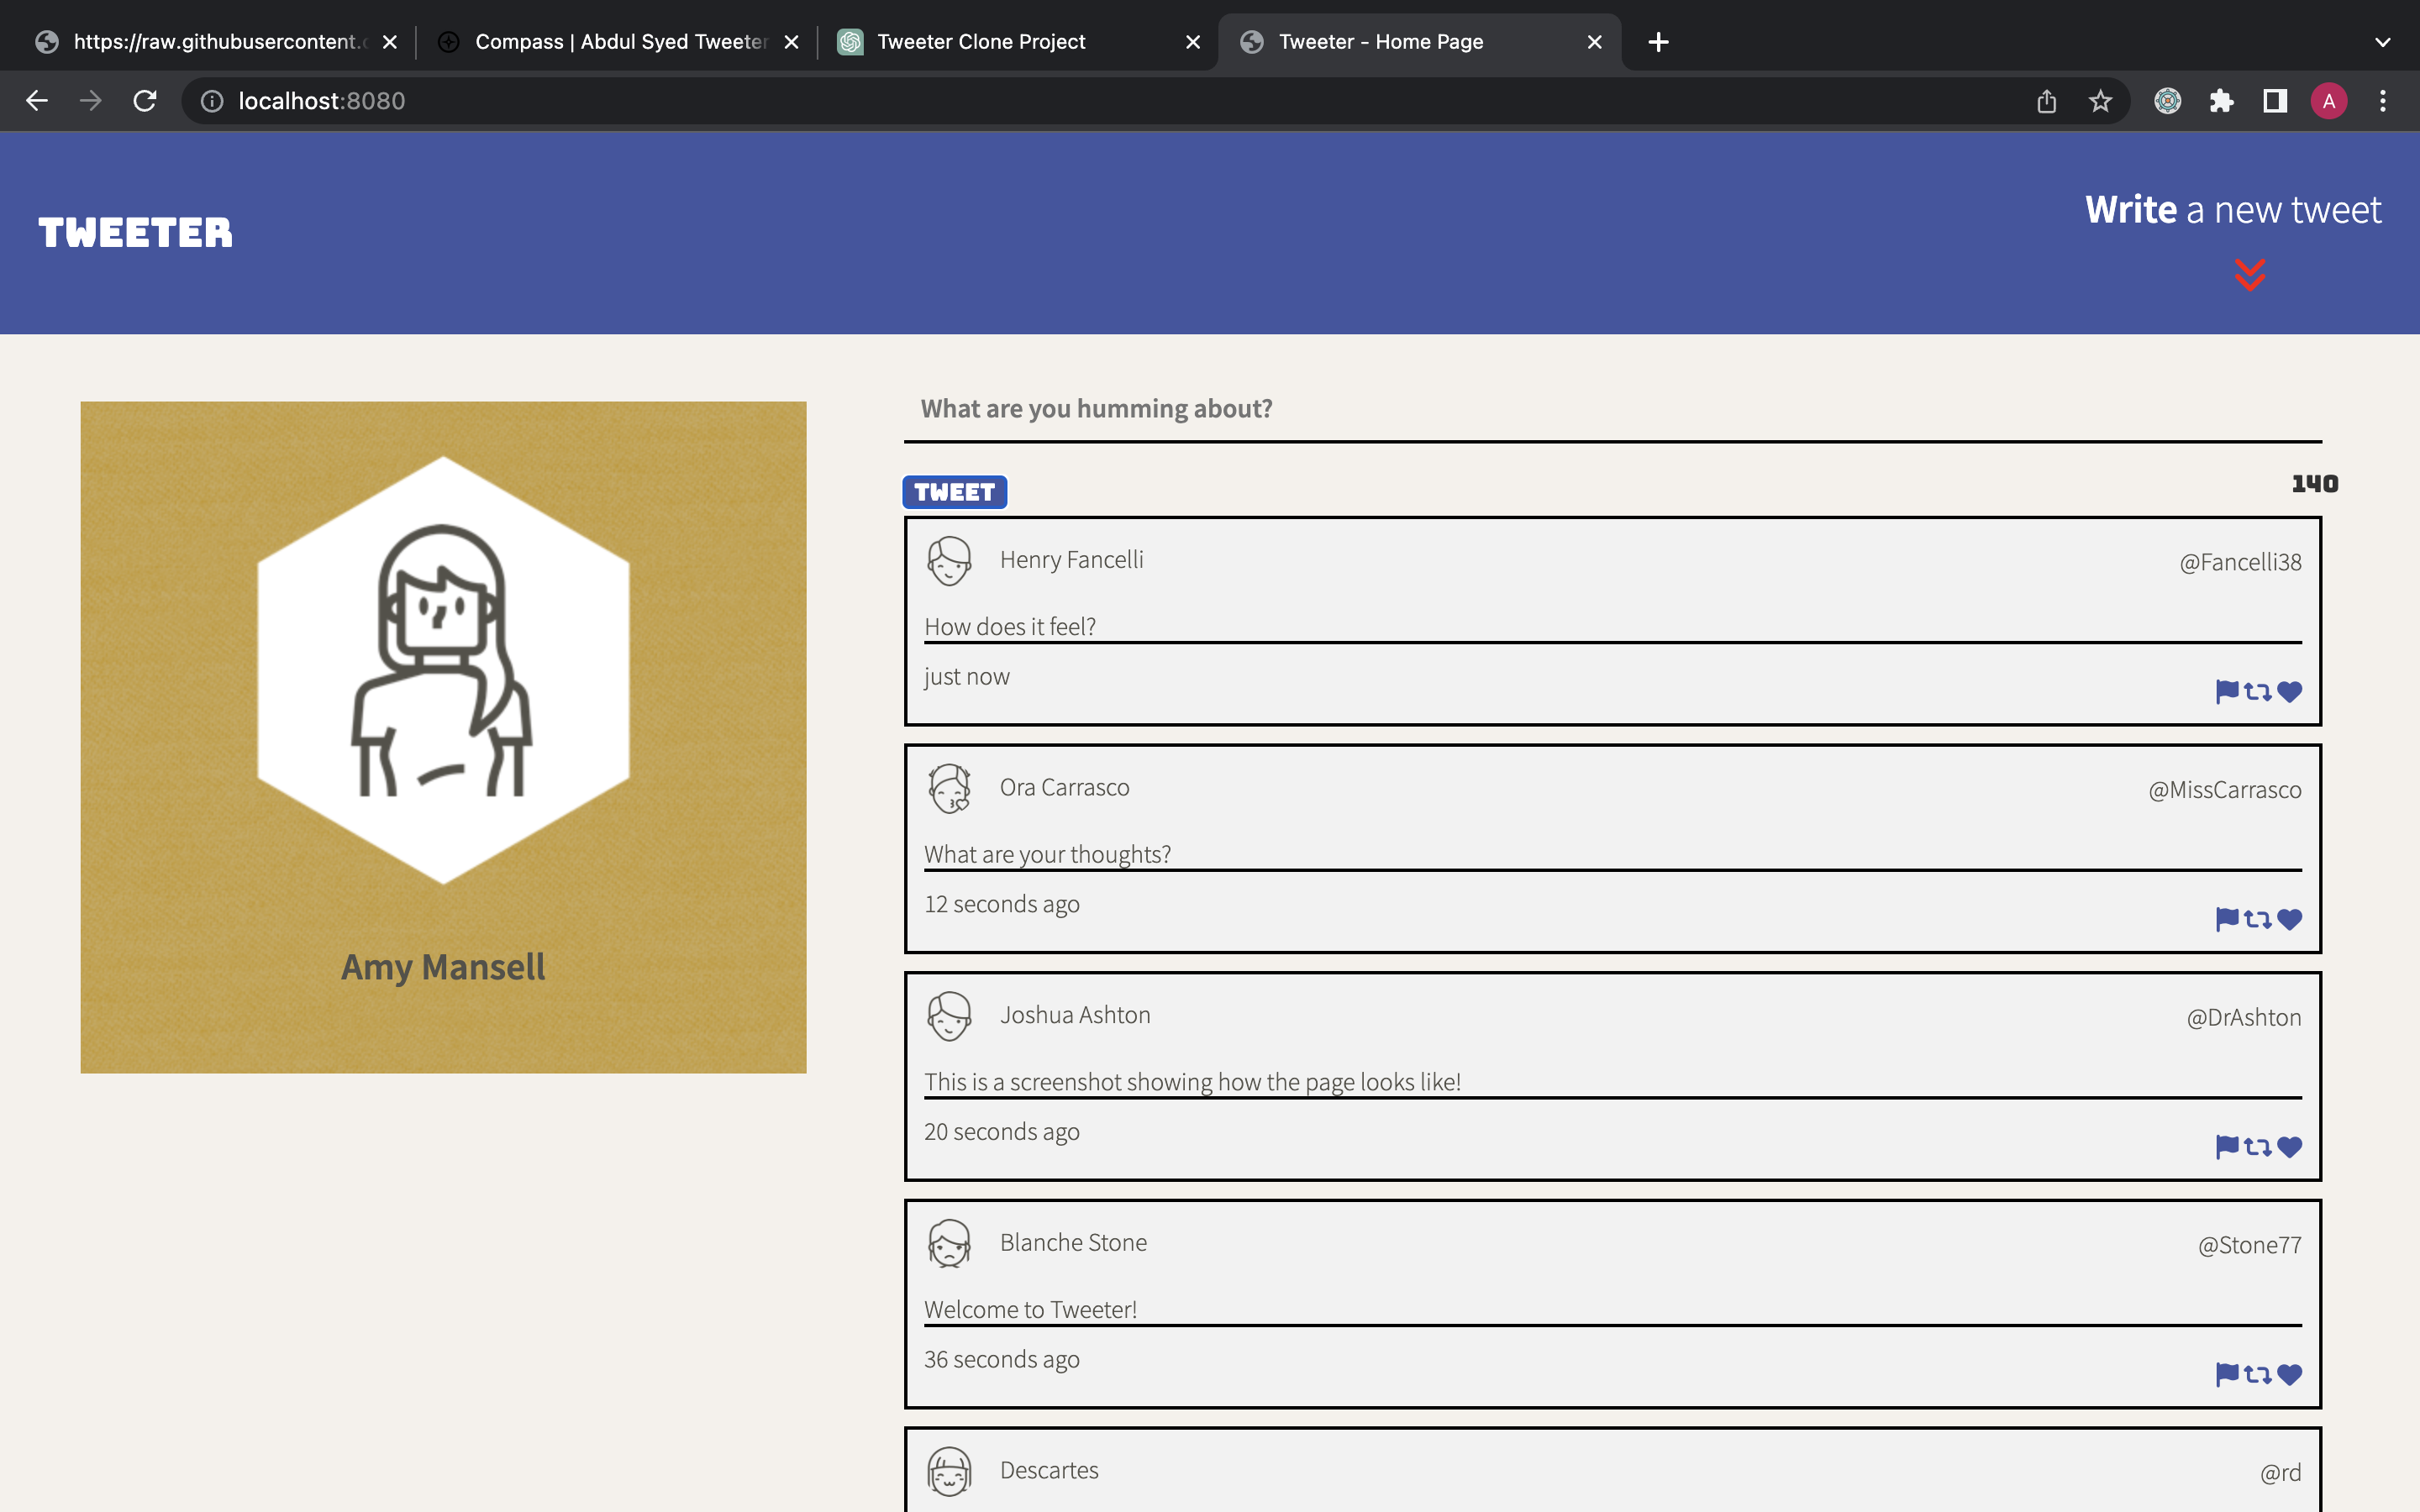 https://raw.githubusercontent.
Compass | Abdul Syed Tweeter
Tweeter Clone Project
Tweeter - Home Page
localhost:8080
A
TWEETER
Write a new tweet
What are you humming about?
TWEET
140
Amy Mansell
Henry Fancelli
@Fancelli38
How does it feel?
just now
Ora Carrasco
@MissCarrasco
What are your thoughts?
12 seconds ago
Joshua Ashton
@DrAshton
This is a screenshot showing how the page looks like!
20 seconds ago
Blanche Stone
@Stone77
Welcome to Tweeter!
36 seconds ago
Descartes
@rd